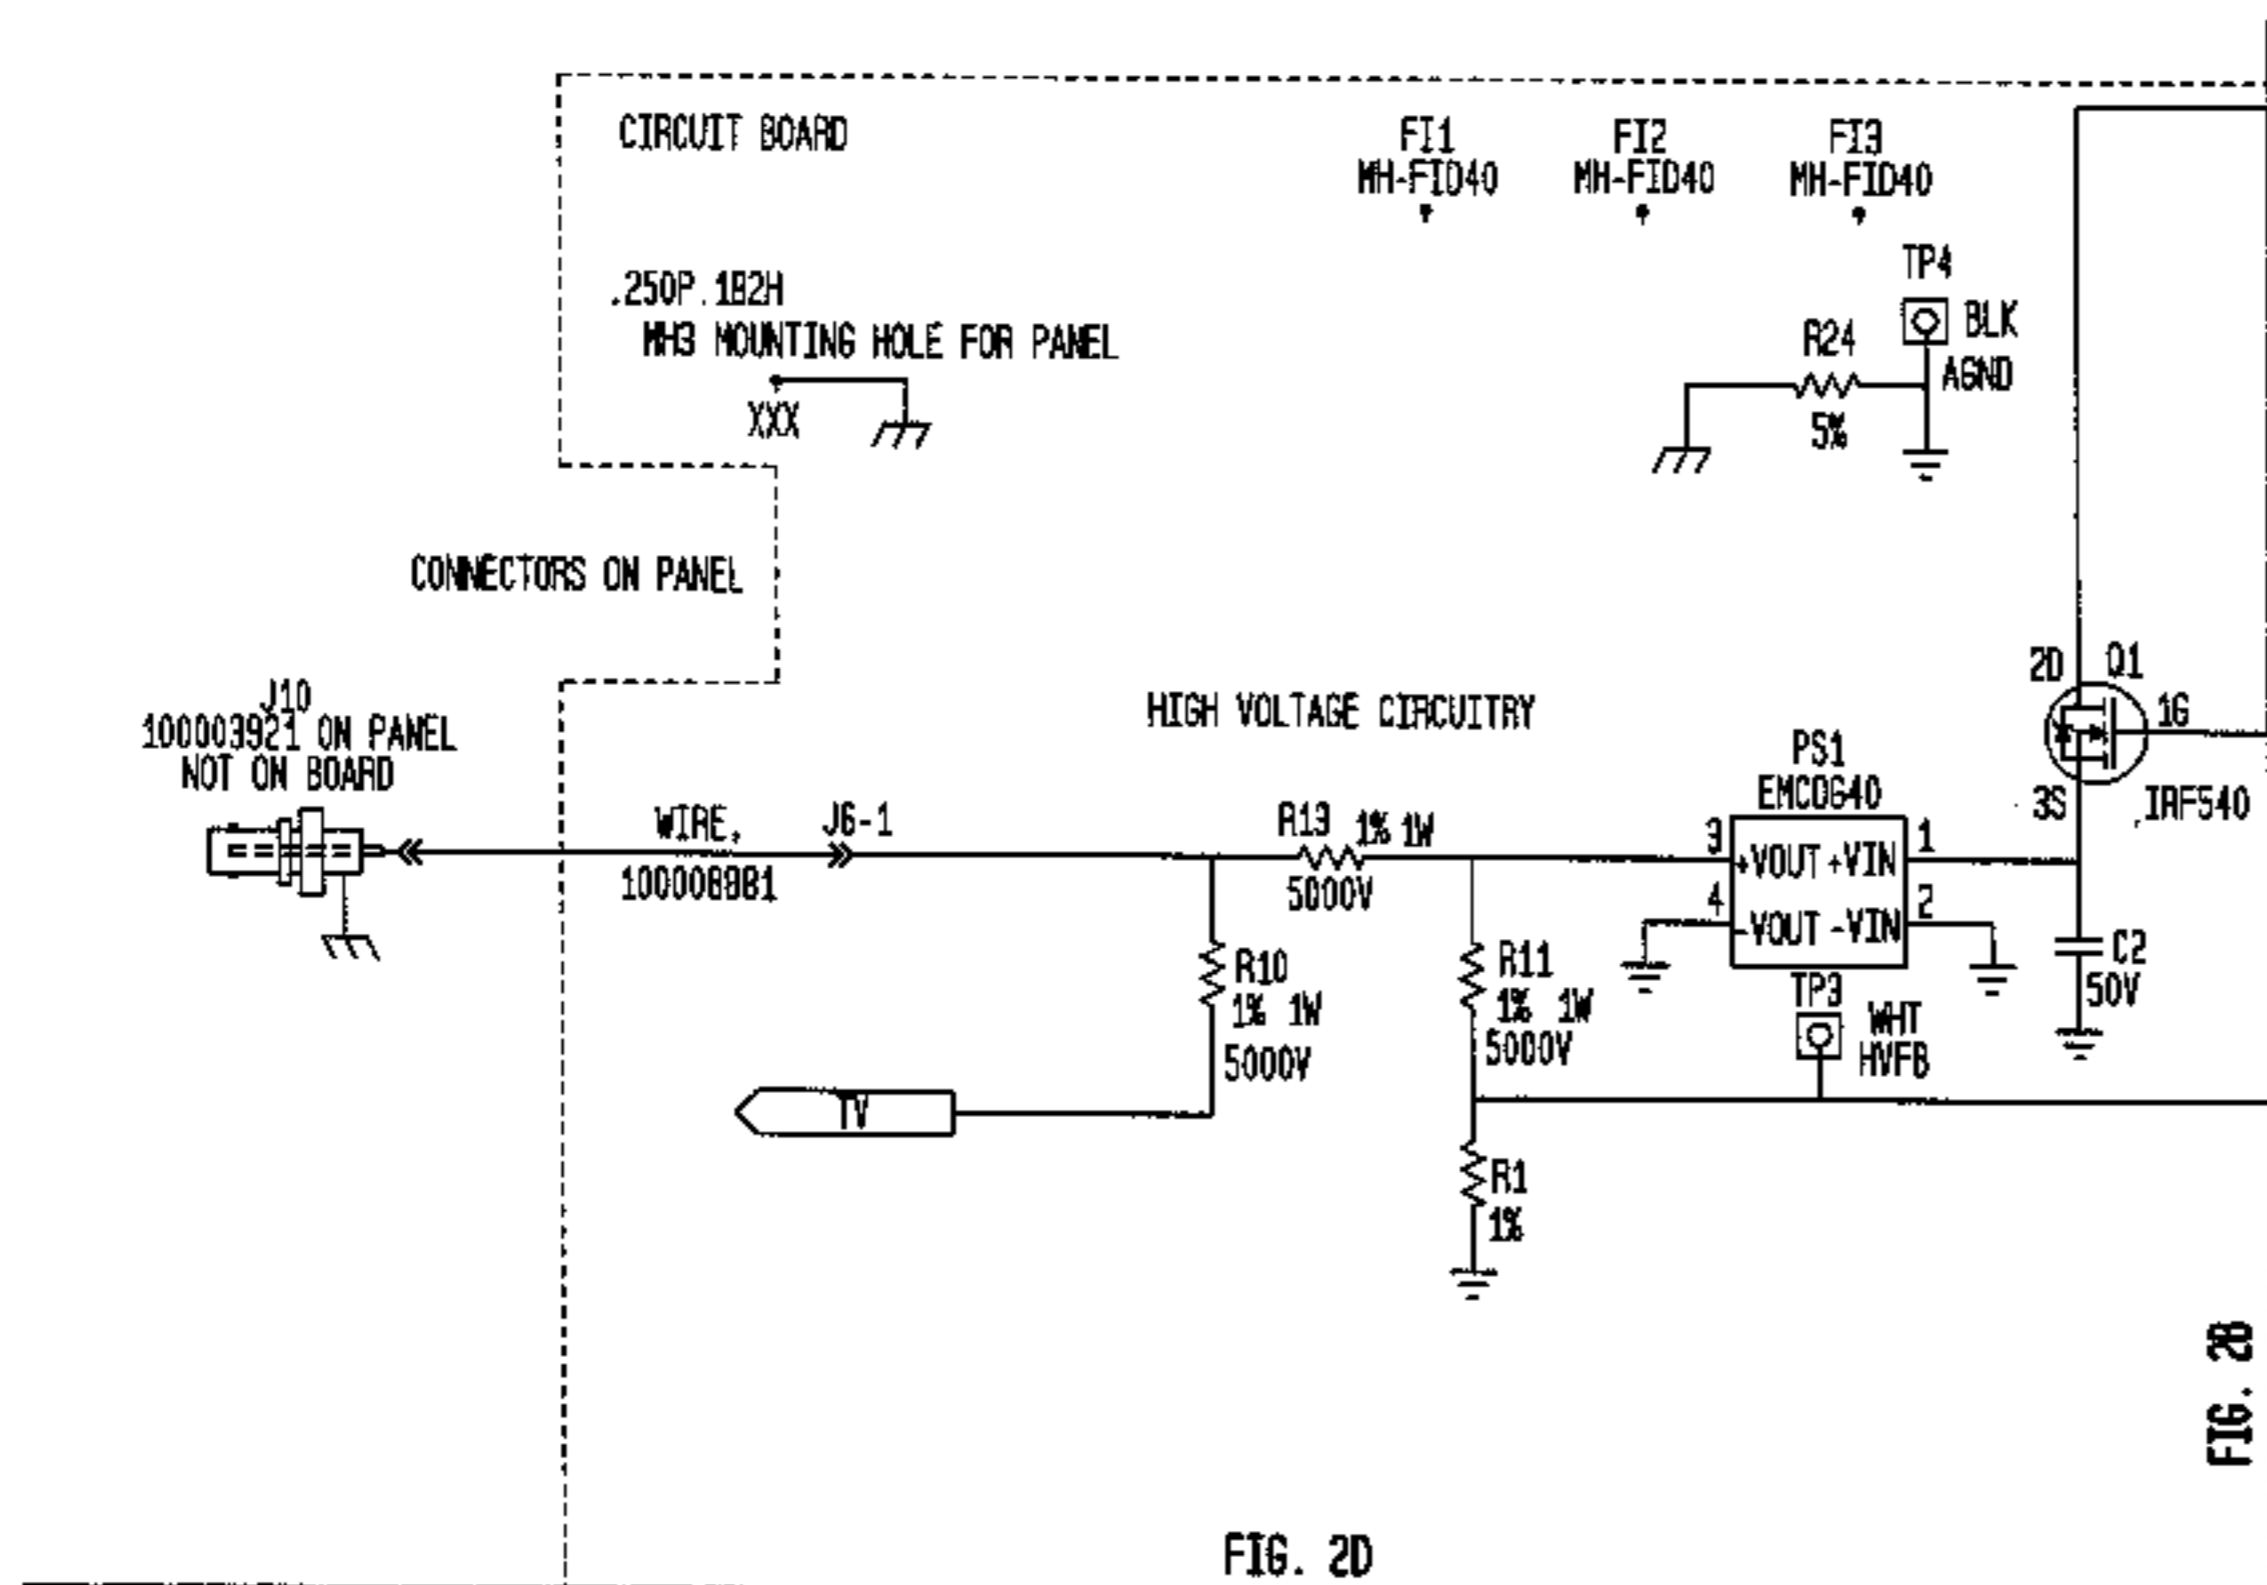 CIRCUIT BOARD
FI1
MH-FID40
FI2
MH-FID40
FI3
MH-FID40
TP4
BLK
AGND
.250P.182H
MH3 MOUNTING HOLE FOR PANEL
XXX
R24
5%
CONNECTORS ON PANEL
J10
100003921 ON PANEL
NOT ON BOARD
HIGH VOLTAGE CIRCUITRY
2D
Q1
1G
3S
IRF540
WIRE,
J6-1
R13
1% 1W
5000V
PS1
EMCOG40
3
+VOUT +VIN
1
4
-VOUT -VIN
2
C2
50V
R10
1% 1W
5000V
R11
1% 1W
5000V
TP3
WHT
HVFB
TV
R1
1%
FIG. 2B
FIG. 2D